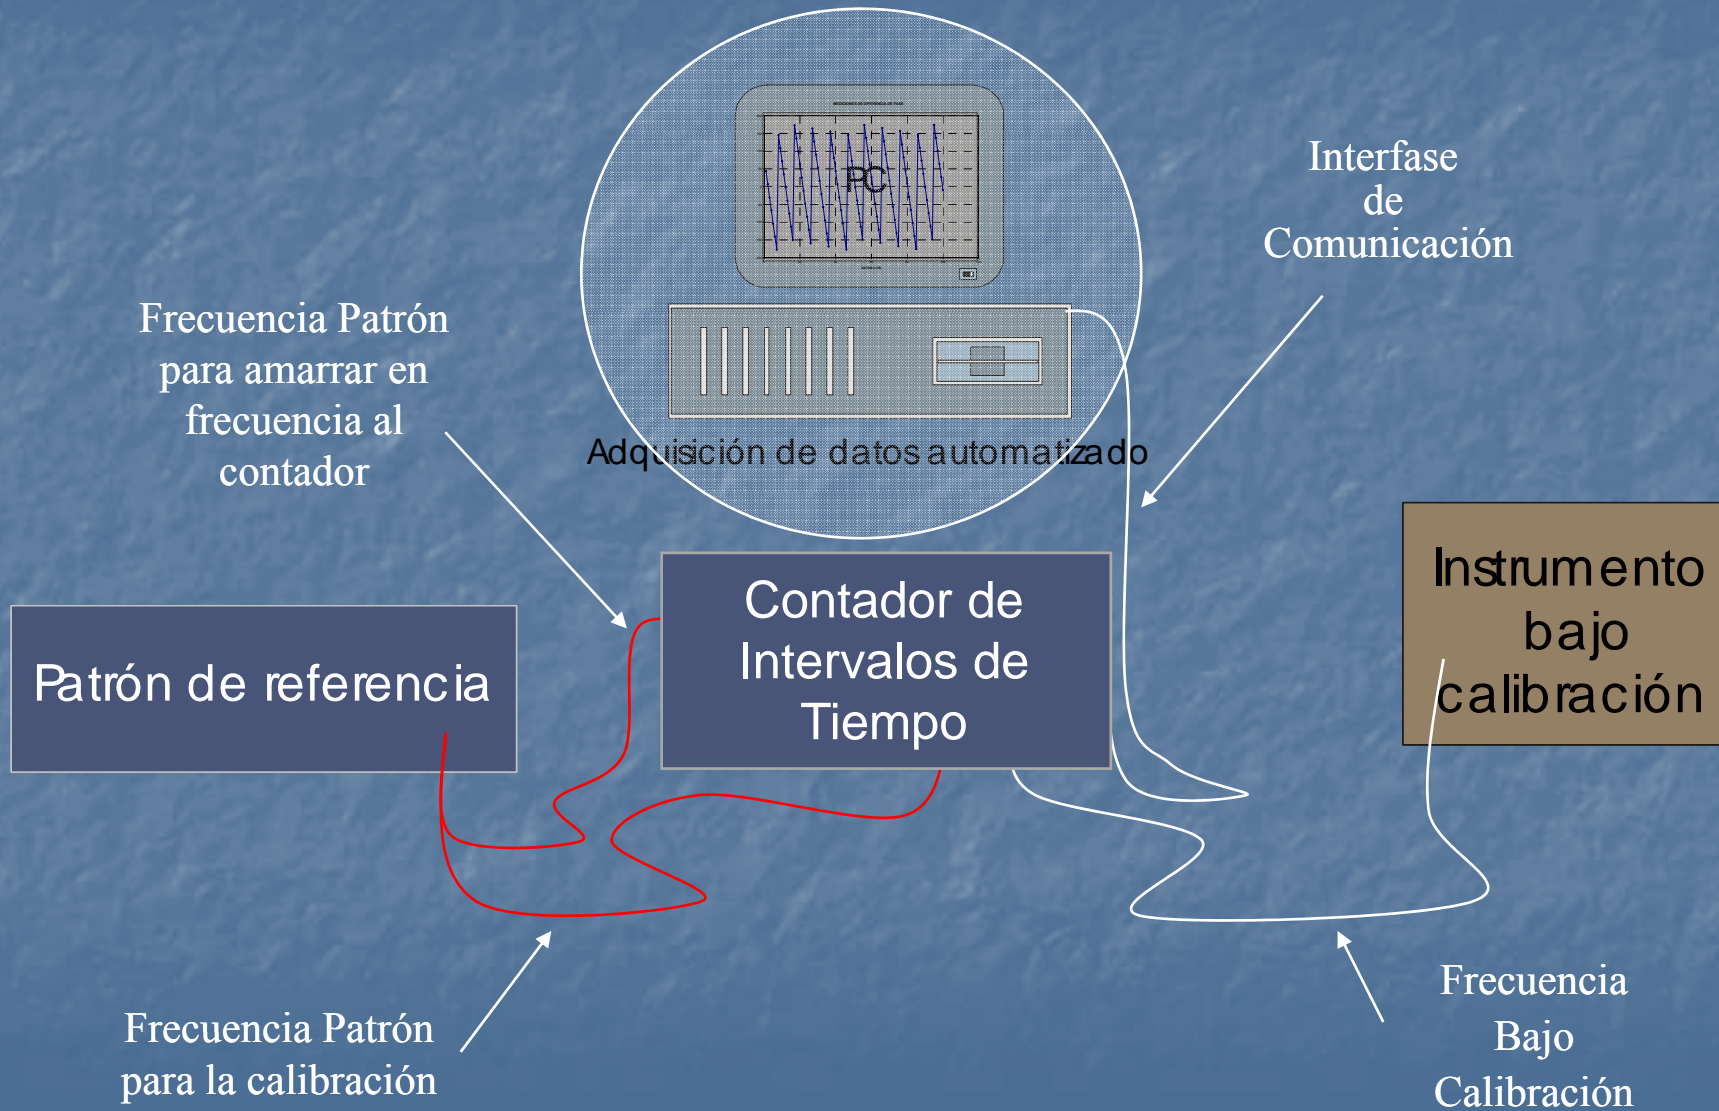 PC
Adquisición de datos automatizado
Interfase
de
Comunicación
Frecuencia Patrón
para amarrar en
frecuencia al
contador
Patrón de referencia
Contador de
Intervalos de
Tiempo
Instrumento
bajo
calibración
Frecuencia Patrón
para la calibración
Frecuencia
Bajo
Calibración